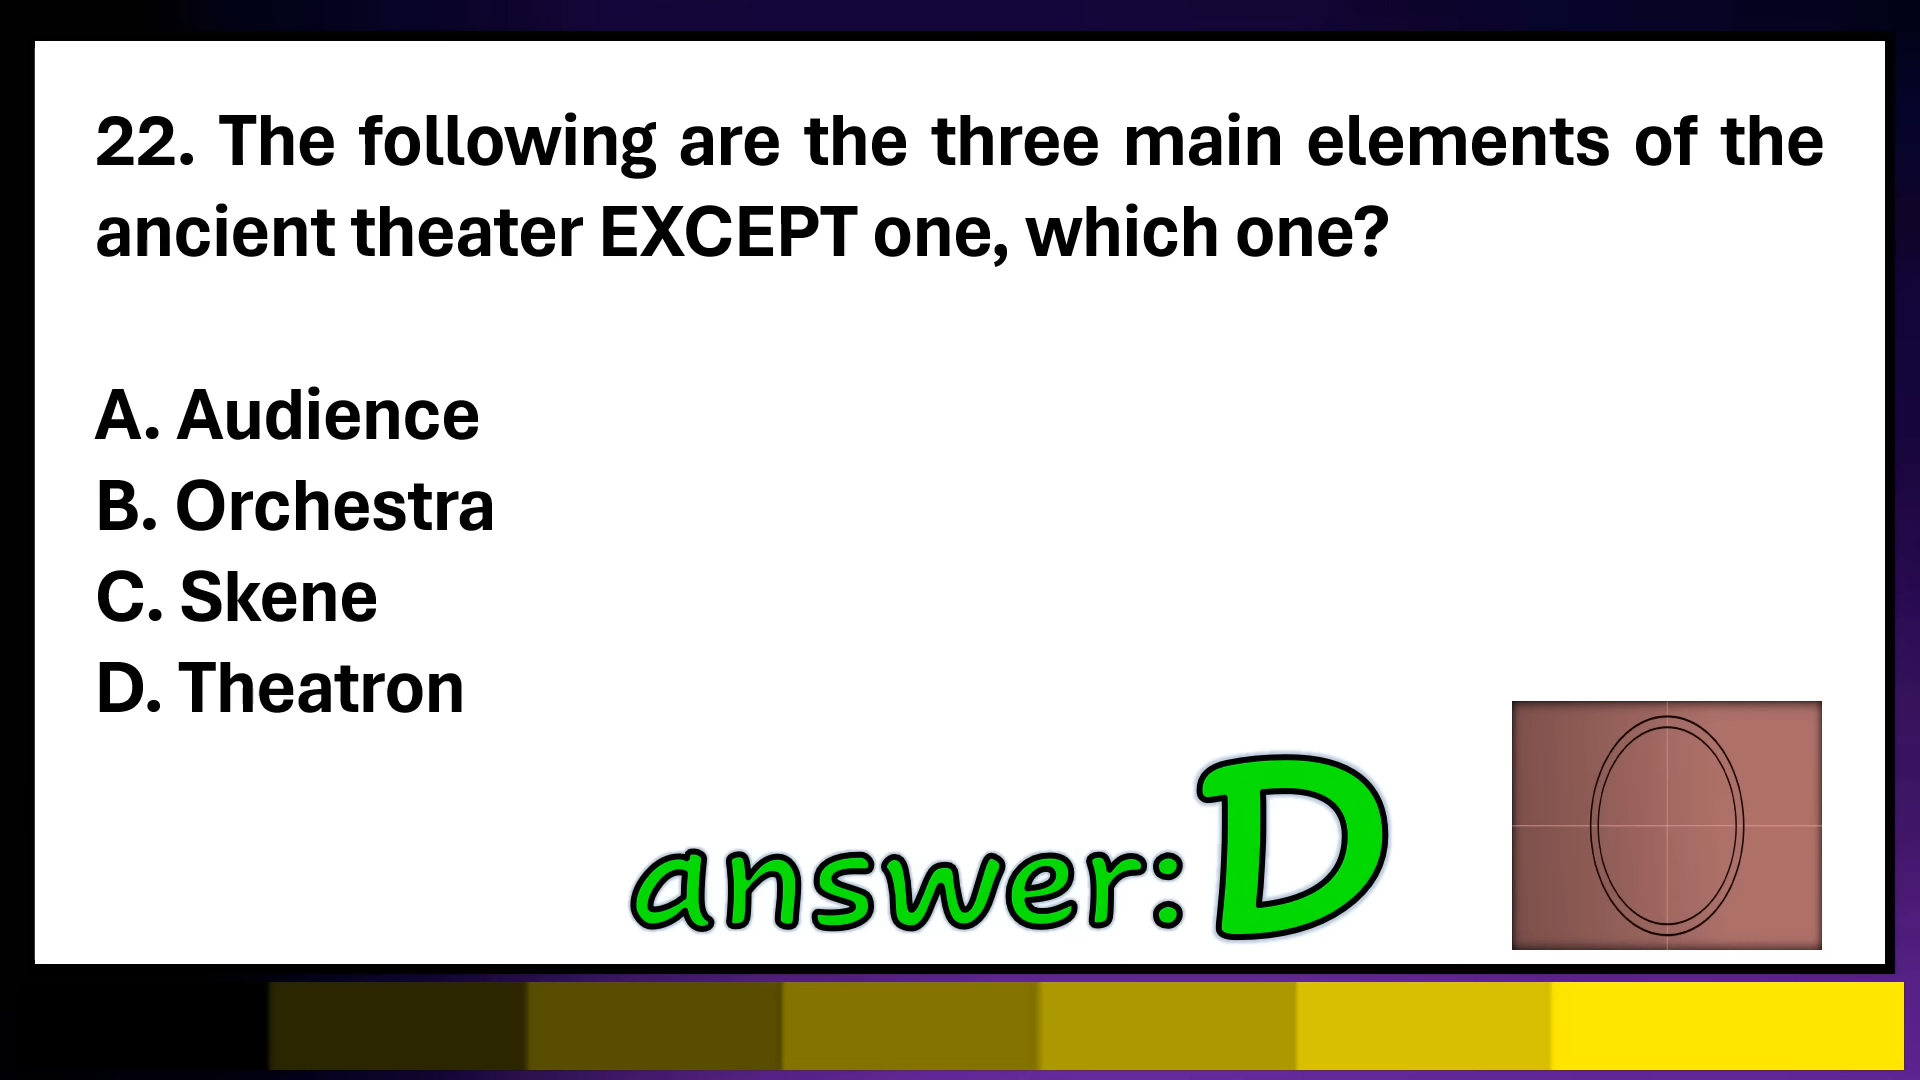 22. The following are the three main elements of the
ancient theater EXCEPT one, which one?
A. Audience
B. Orchestra
C. Skene
D. Theatron
answer: D